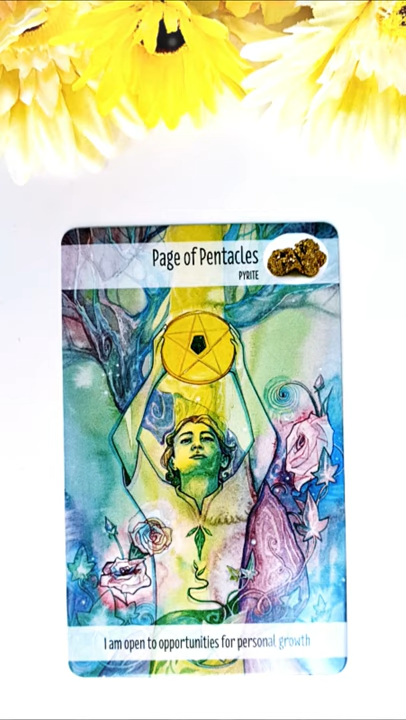 Page of Pentacles
PYRITE
I am open to opportunities for personal growth